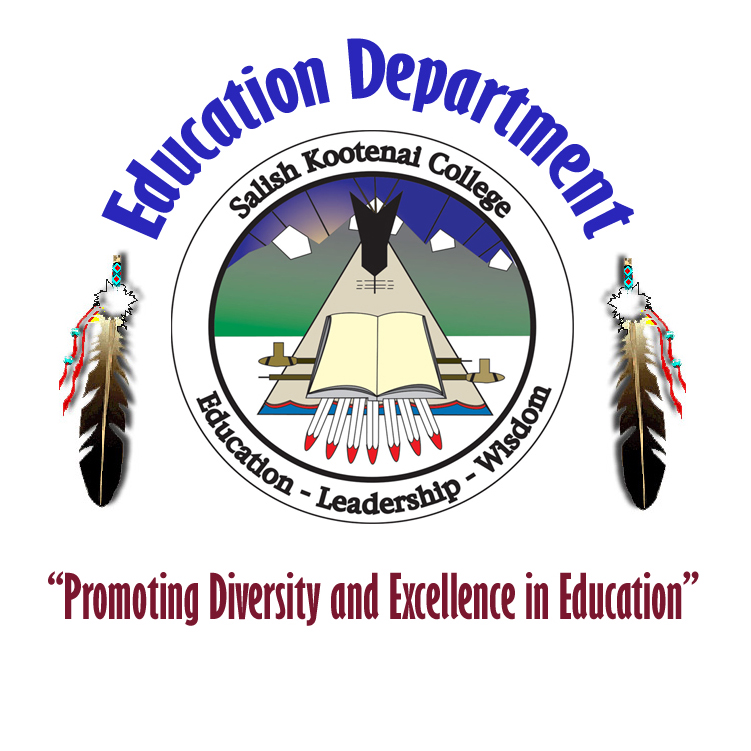 Education Department
Salish Kootenai College
Education - Leadership - Wisdom
“Promoting Diversity and Excellence in Education”